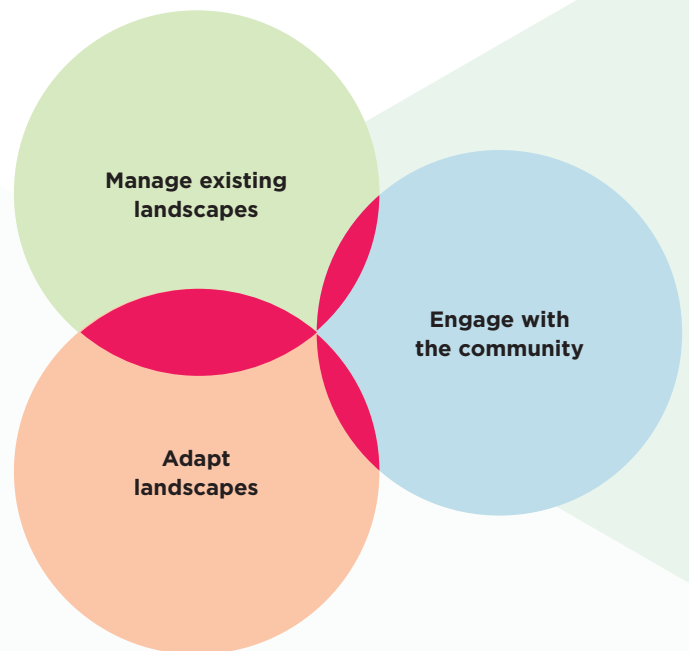 Manage existing
landscapes
Engage with
the community
Adapt
landscapes